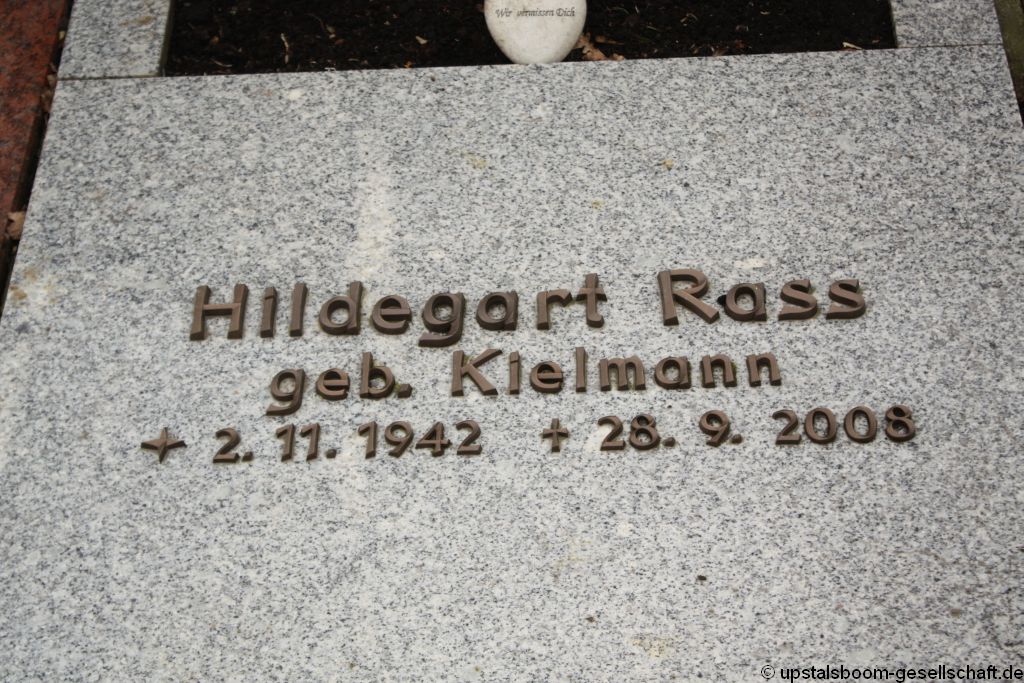 Wir vermissen Dich
Hildegart Rass
geb. Kielmann
2. 11. 1942 † 28. 9. 2008
© upstalsboom-gesellschaft.de